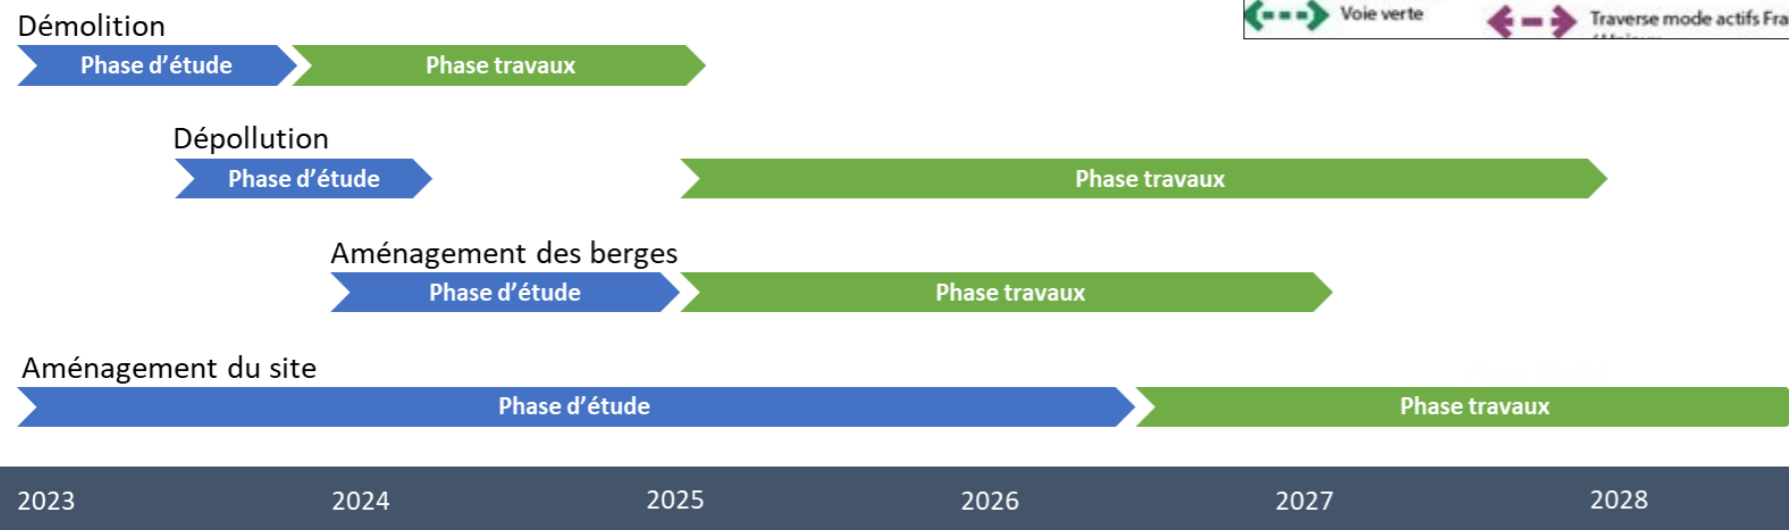 Voie verte
Traverse mode actifs Fra
Démolition
Phase d’étude
Phase travaux
Dépollution
Phase d’étude
Phase travaux
Aménagement des berges
Phase d’étude
Phase travaux
Aménagement du site
Phase d’étude
Phase travaux
2023 2024 2025 2026 2027 2028